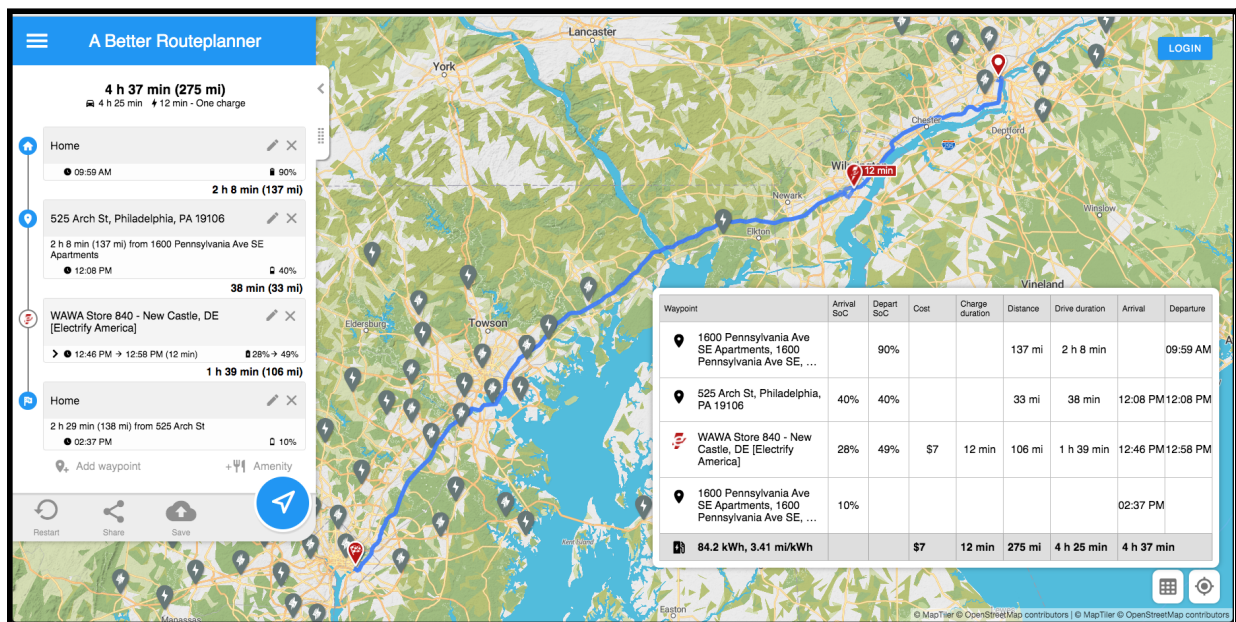 A Better Routeplanner
4 h 37 min (275 mi)
4 h 25 min 12 min - One charge
Home
09:59 AM 90%
2 h 8 min (137 mi)
525 Arch St, Philadelphia, PA 19106
2 h 8 min (137 mi) from 1600 Pennsylvania Ave SE
Apartments
12:08 PM 40%
38 min (33 mi)
WAWA Store 840 - New Castle, DE
[Electrify America]
12:46 PM → 12:58 PM (12 min) 28% → 49%
1 h 39 min (106 mi)
Home
2 h 29 min (138 mi) from 525 Arch St
02:37 PM 10%
Add waypoint + Amenity
Restart Share Save
LOGIN
Lancaster
York
Chester
Deptford
12 min
Newark
Elkton
Winslow
Vineland
Eldersburg
Towson
Kent Island
Easton
Manassas
Waypoint Arrival SoC Depart SoC Cost Charge duration Distance Drive duration Arrival Departure
1600 Pennsylvania Ave
SE Apartments, 1600
Pennsylvania Ave SE, …
90% 137 mi 2 h 8 min 09:59 AM
525 Arch St, Philadelphia,
PA 19106
40% 40% 33 mi 38 min 12:08 PM 12:08 PM
WAWA Store 840 - New
Castle, DE [Electrify
America]
28% 49% $7 12 min 106 mi 1 h 39 min 12:46 PM 12:58 PM
1600 Pennsylvania Ave
SE Apartments, 1600
Pennsylvania Ave SE, …
10% 02:37 PM
84.2 kWh, 3.41 mi/kWh $7 12 min 275 mi 4 h 25 min 4 h 37 min
© MapTiler © OpenStreetMap contributors | © MapTiler © OpenStreetMap contributors